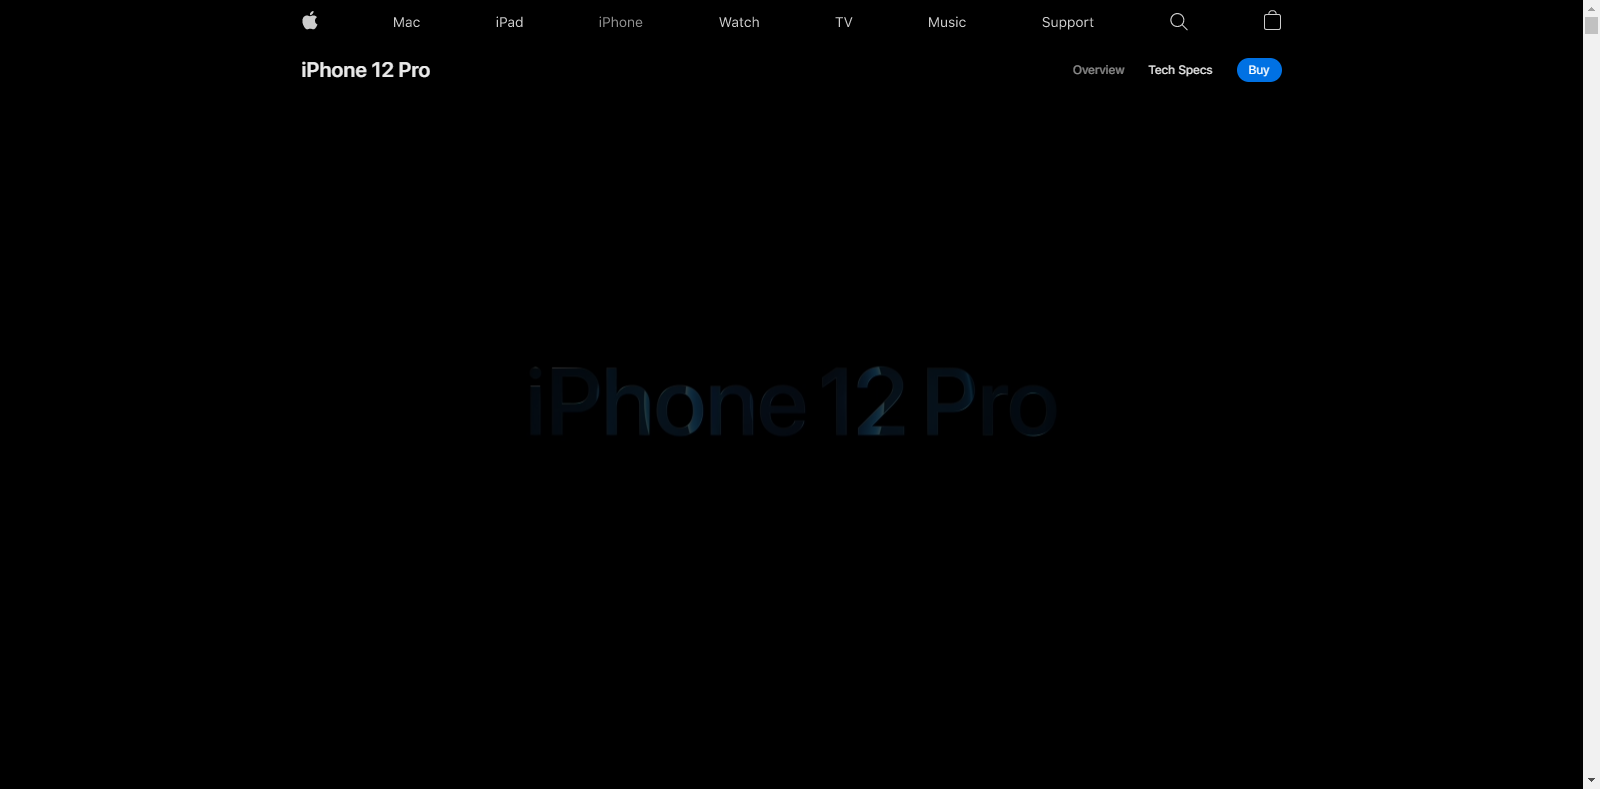 Mac iPad iPhone Watch TV Music Support
iPhone 12 Pro Overview Tech Specs Buy
iPhone 12 Pro